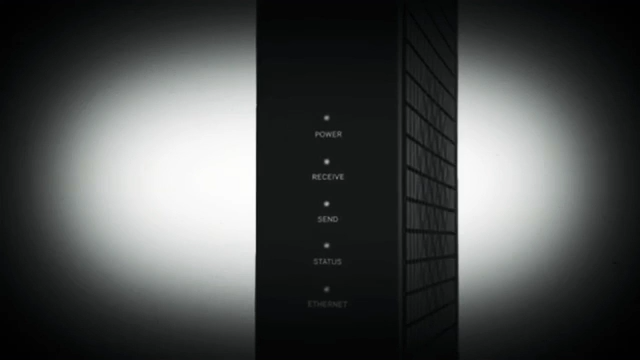 POWER
RECEIVE
SEND
STATUS
ETHERNET